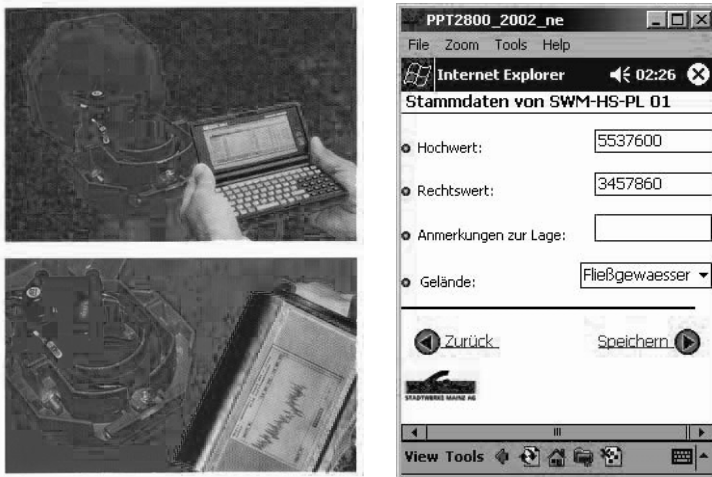 PPT2800_2002_ne
File Zoom Tools Help
Internet Explorer 02:26
Stammdaten von SWM-HS-PL 01
Hochwert: 5537600
Rechtswert: 3457860
Anmerkungen zur Lage:
Gelände: Fließgewaesser
Zurück Speichern
STADTWERKE MAINZ AG
View Tools